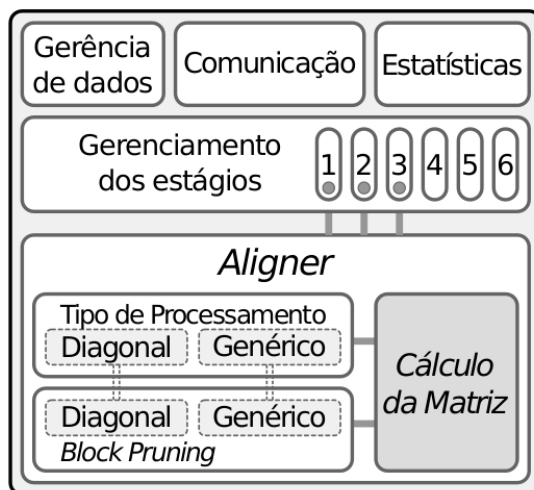 Gerência
de dados
Comunicação
Estatísticas
Gerenciamento
dos estágios
1 2 3 4 5 6
Aligner
Tipo de Processamento
Diagonal
Genérico
Diagonal
Genérico
Block Pruning
Cálculo
da Matriz